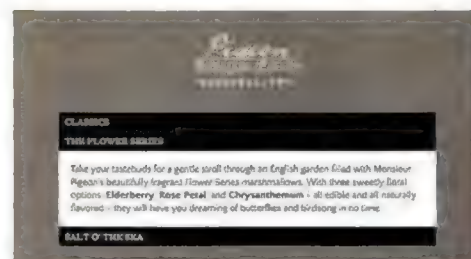 CLASSICS
THE FLOWER SERIES
Take your tastebuds for a gentle stroll through an English garden filled with Monsieur
Pigeon's beautifully fragrant Flower Series marshmallows. With three sweetly floral
options Elderberry Rose Petal and Chrysanthemum - all edible and all naturally
flavored - they will have you dreaming of butterflies and birdsong in no time
SALT O' THE SEA